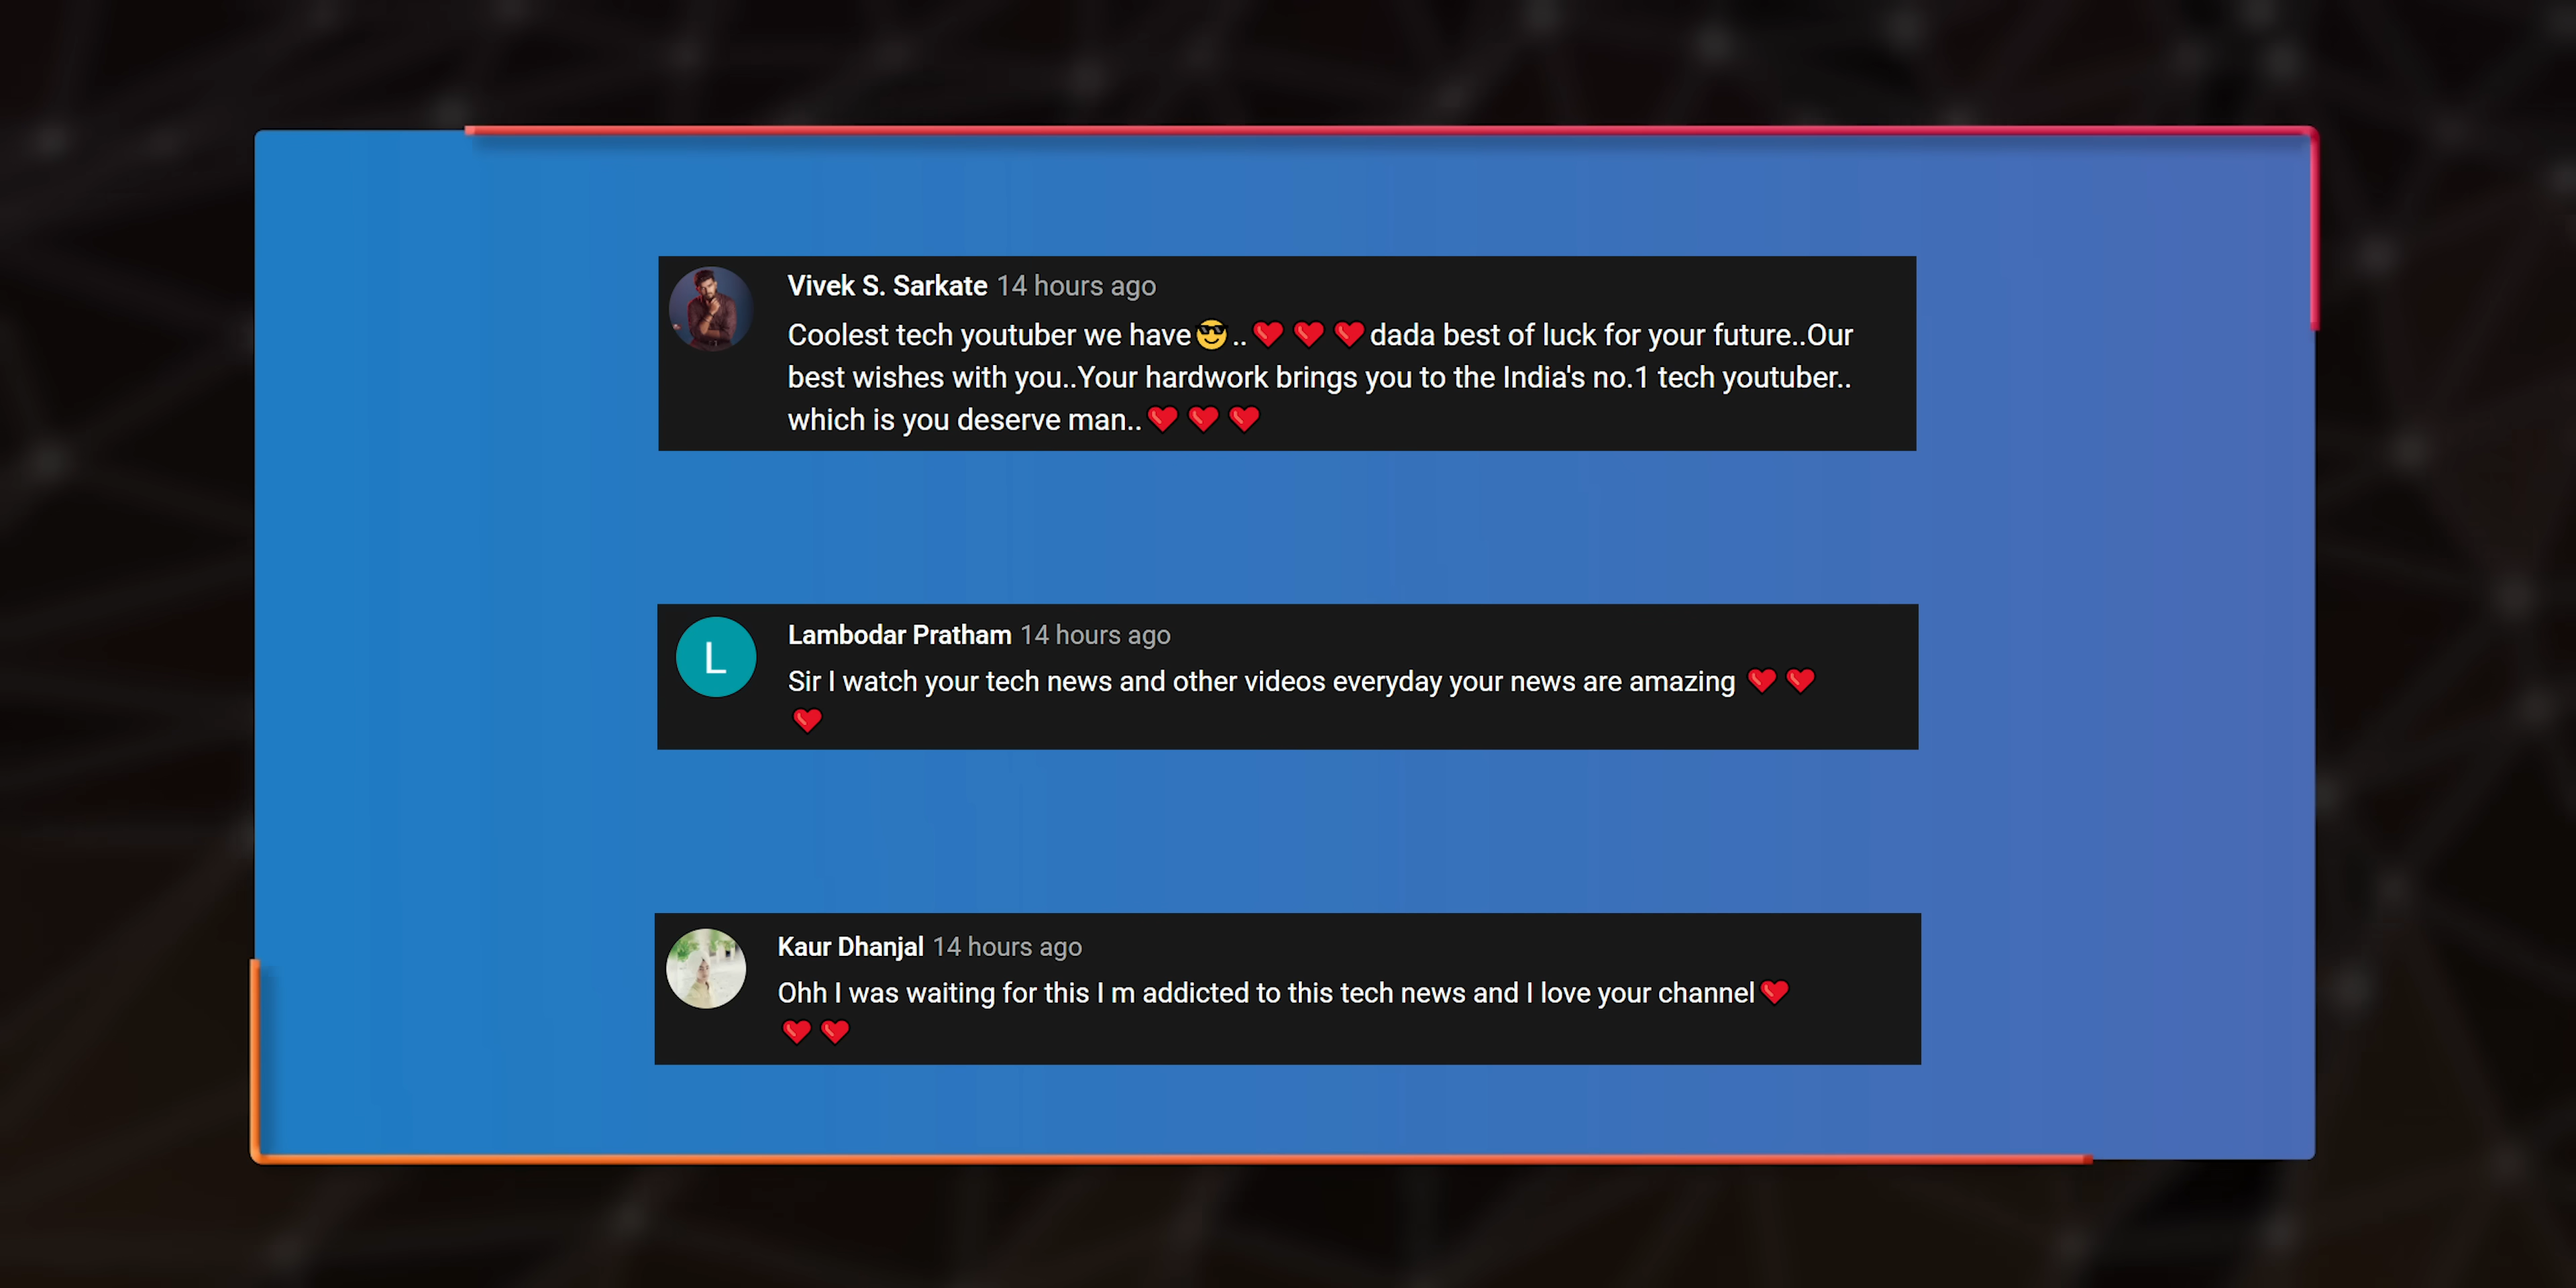 Vivek S. Sarkate 14 hours ago
Coolest tech youtuber we have😎..❤️❤️❤️dada best of luck for your future..Our
best wishes with you..Your hardwork brings you to the India's no.1 tech youtuber..
which is you deserve man..❤️❤️❤️
L
Lambodar Pratham 14 hours ago
Sir I watch your tech news and other videos everyday your news are amazing ❤️❤️
❤️
Kaur Dhanjal 14 hours ago
Ohh I was waiting for this I m addicted to this tech news and I love your channel❤️
❤️❤️